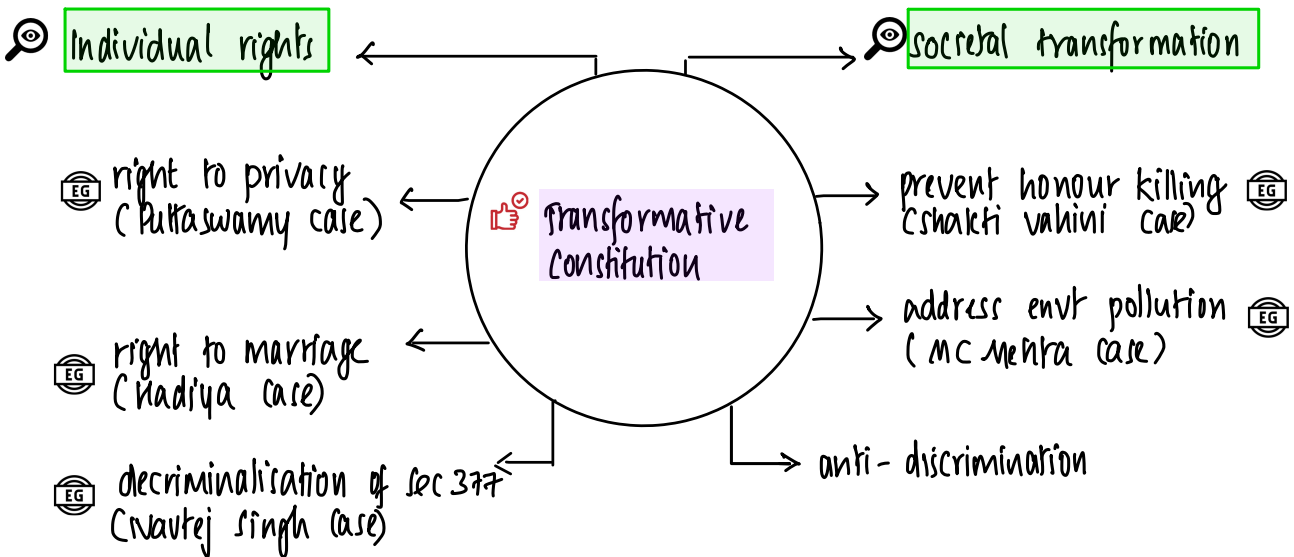 Individual rights
societal transformation
EG
right to privacy
(Puttaswamy case)
Transformative
Constitution
prevent honour killing
(shakti vahini case)
EG
address envt pollution
(MC Mehta case)
EG
EG
right to marriage
(Hadiya case)
EG
decriminalisation of sec 377
(Navtej Singh case)
anti-discrimination